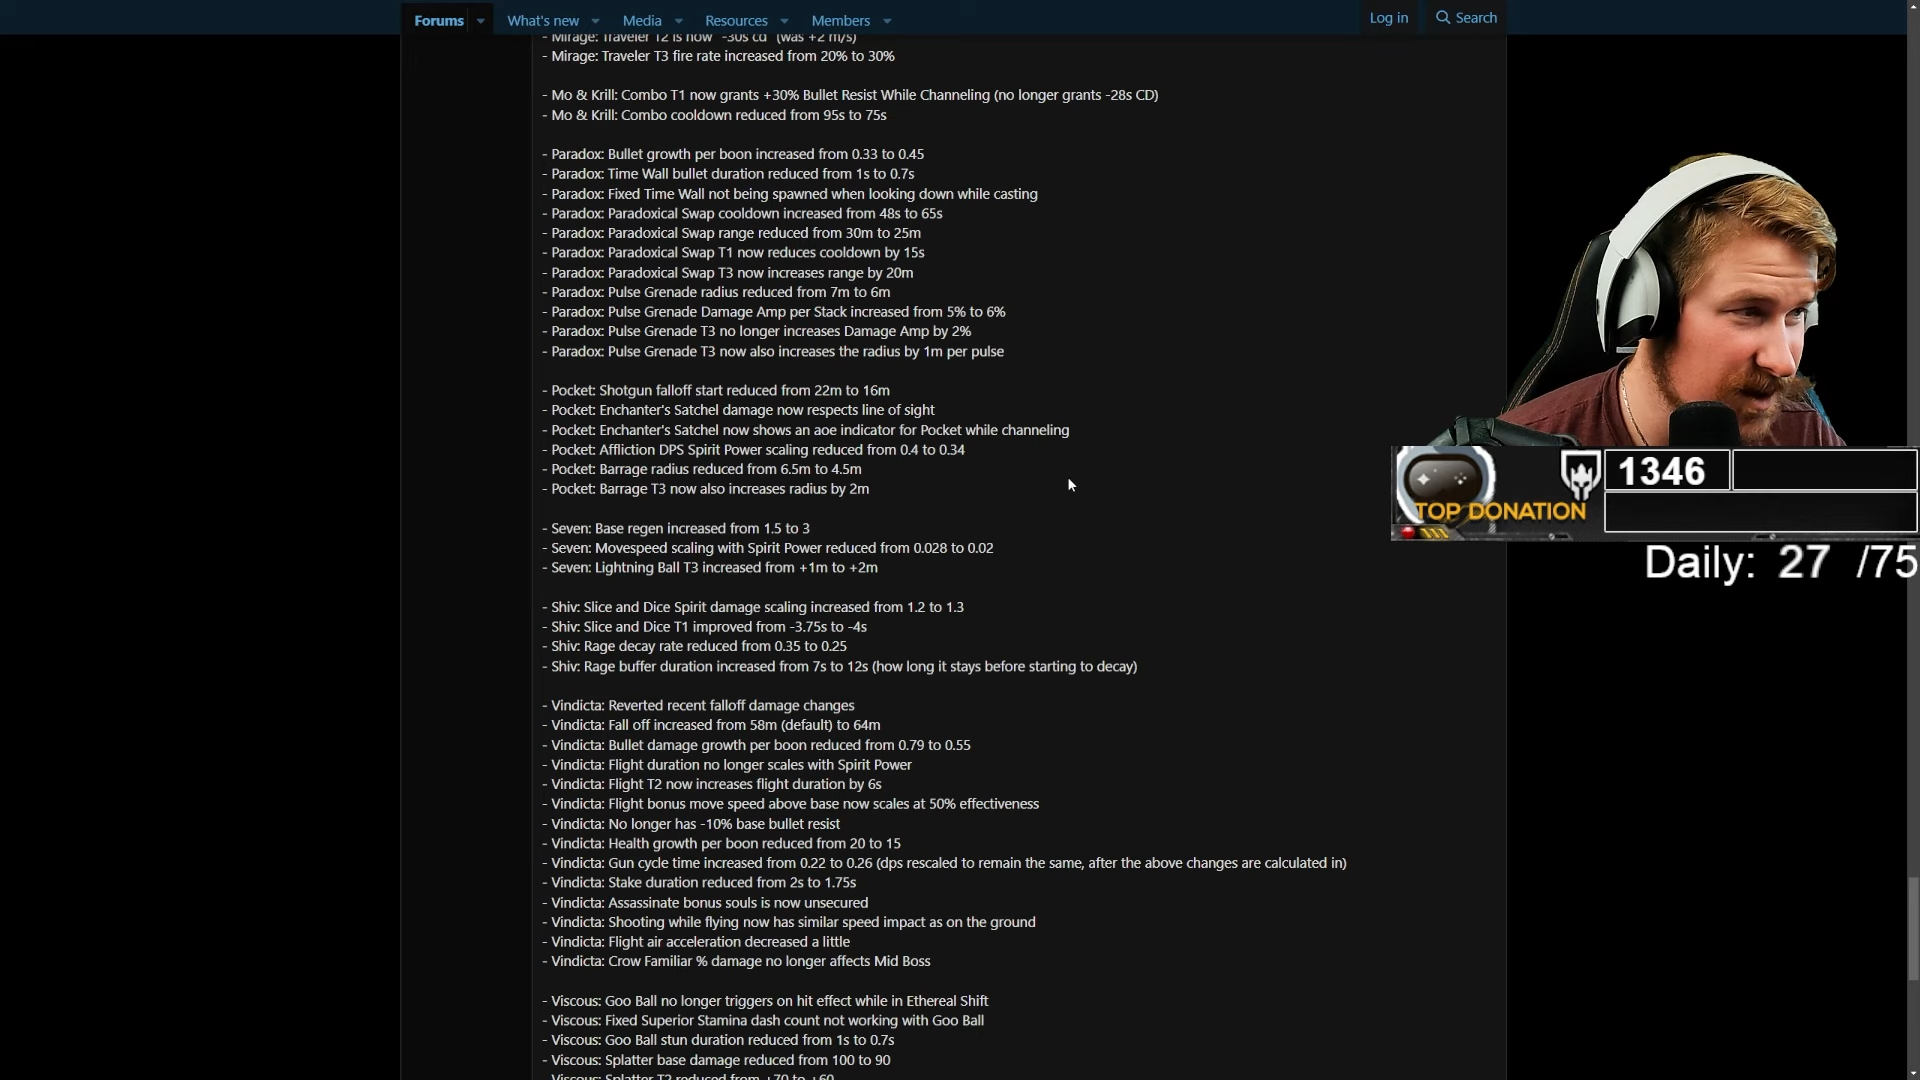 Forums
What's new
Media
Resources
Members
Log in
Search
- Mirage: Traveler T2 is now "-30s cd" (was +2 m/s)
- Mirage: Traveler T3 fire rate increased from 20% to 30%
- Mo & Krill: Combo T1 now grants +30% Bullet Resist While Channeling (no longer grants -28s CD)
- Mo & Krill: Combo cooldown reduced from 95s to 75s
- Paradox: Bullet growth per boon increased from 0.33 to 0.45
- Paradox: Time Wall bullet duration reduced from 1s to 0.7s
- Paradox: Fixed Time Wall not being spawned when looking down while casting
- Paradox: Paradoxical Swap cooldown increased from 48s to 65s
- Paradox: Paradoxical Swap range reduced from 30m to 25m
- Paradox: Paradoxical Swap T1 now reduces cooldown by 15s
- Paradox: Paradoxical Swap T3 now increases range by 20m
- Paradox: Pulse Grenade radius reduced from 7m to 6m
- Paradox: Pulse Grenade Damage Amp per Stack increased from 5% to 6%
- Paradox: Pulse Grenade T3 no longer increases Damage Amp by 2%
- Paradox: Pulse Grenade T3 now also increases the radius by 1m per pulse
- Pocket: Shotgun falloff start reduced from 22m to 16m
- Pocket: Enchanter's Satchel damage now respects line of sight
- Pocket: Enchanter's Satchel now shows an aoe indicator for Pocket while channeling
- Pocket: Affliction DPS Spirit Power scaling reduced from 0.4 to 0.34
- Pocket: Barrage radius reduced from 6.5m to 4.5m
- Pocket: Barrage T3 now also increases radius by 2m
- Seven: Base regen increased from 1.5 to 3
- Seven: Movespeed scaling with Spirit Power reduced from 0.028 to 0.02
- Seven: Lightning Ball T3 increased from +1m to +2m
- Shiv: Slice and Dice Spirit damage scaling increased from 1.2 to 1.3
- Shiv: Slice and Dice T1 improved from -3.75s to -4s
- Shiv: Rage decay rate reduced from 0.35 to 0.25
- Shiv: Rage buffer duration increased from 7s to 12s (how long it stays before starting to decay)
- Vindicta: Reverted recent falloff damage changes
- Vindicta: Fall off increased from 58m (default) to 64m
- Vindicta: Bullet damage growth per boon reduced from 0.79 to 0.55
- Vindicta: Flight duration no longer scales with Spirit Power
- Vindicta: Flight T2 now increases flight duration by 6s
- Vindicta: Flight bonus move speed above base now scales at 50% effectiveness
- Vindicta: No longer has -10% base bullet resist
- Vindicta: Health growth per boon reduced from 20 to 15
- Vindicta: Gun cycle time increased from 0.22 to 0.26 (dps rescaled to remain the same, after the above changes are calculated in)
- Vindicta: Stake duration reduced from 2s to 1.75s
- Vindicta: Assassinate bonus souls is now unsecured
- Vindicta: Shooting while flying now has similar speed impact as on the ground
- Vindicta: Flight air acceleration decreased a little
- Vindicta: Crow Familiar % damage no longer affects Mid Boss
- Viscous: Goo Ball no longer triggers on hit effect while in Ethereal Shift
- Viscous: Fixed Superior Stamina dash count not working with Goo Ball
- Viscous: Goo Ball stun duration reduced from 1s to 0.7s
- Viscous: Splatter base damage reduced from 100 to 90
- Viscous: Splatter T2 reduced from +70 to +60
1346
TOP DONATION
Daily: 27 /75